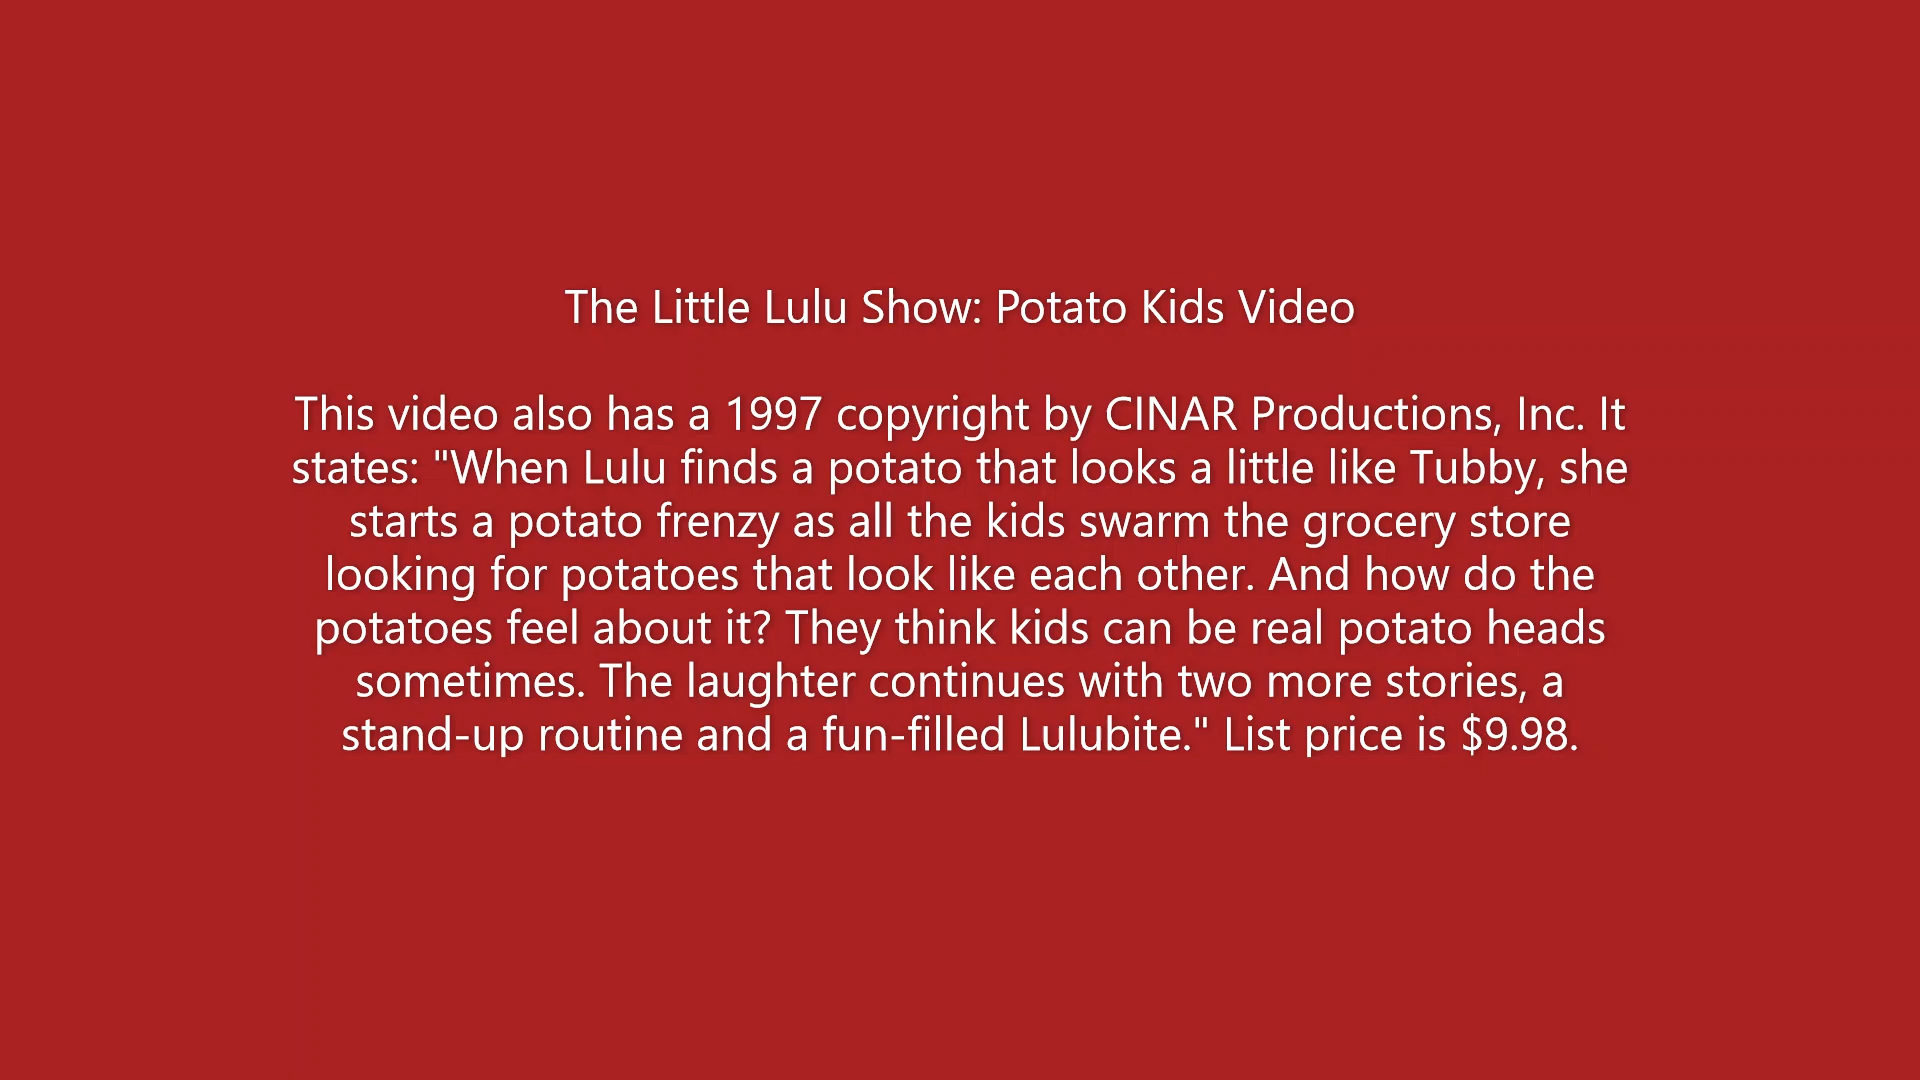 The Little Lulu Show: Potato Kids Video
This video also has a 1997 copyright by CINAR Productions, Inc. It
states: "When Lulu finds a potato that looks a little like Tubby, she
starts a potato frenzy as all the kids swarm the grocery store
looking for potatoes that look like each other. And how do the
potatoes feel about it? They think kids can be real potato heads
sometimes. The laughter continues with two more stories, a
stand-up routine and a fun-filled Lulubite." List price is $9.98.